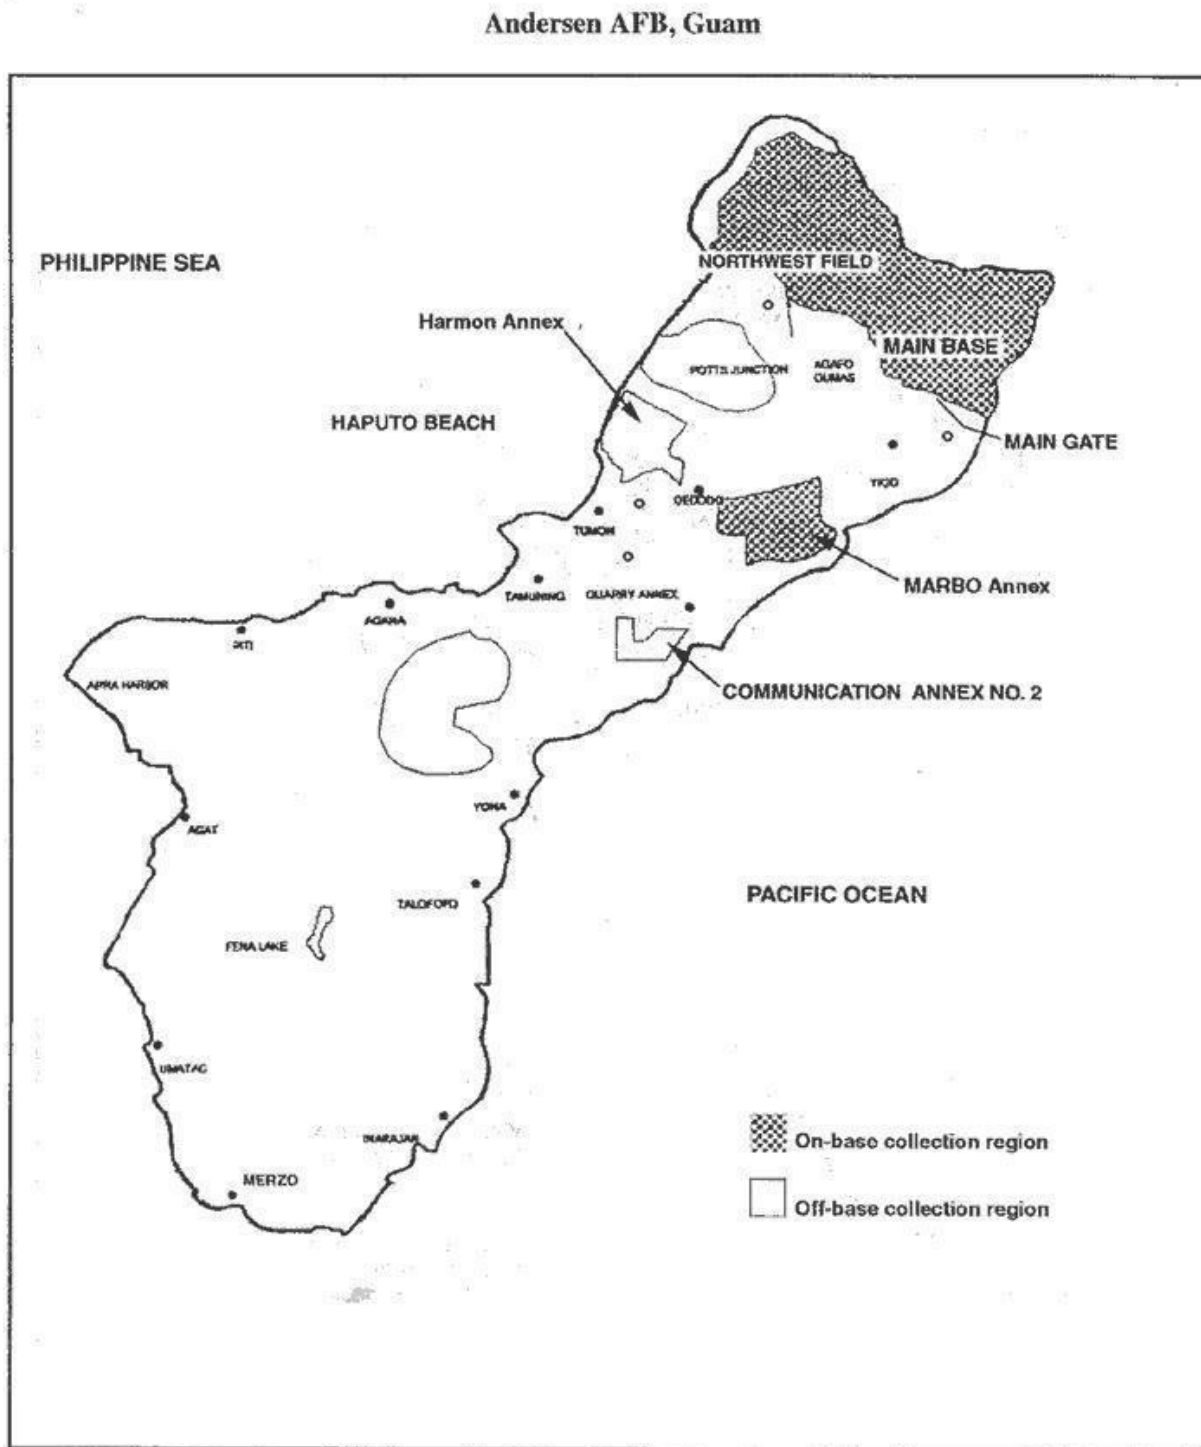 Andersen AFB, Guam
PHILIPPINE SEA
NORTHWEST FIELD
Harmon Annex
MAIN BASE
POTTS JUNCTION
AGAFO
GUMAS
HAPUTO BEACH
MAIN GATE
DEDODO
TUMON
TAMUNING
QUARRY ANNEX
MARBO Annex
AGANA
PITI
APRA HARBOR
COMMUNICATION ANNEX NO. 2
YONA
AGAT
TALOFOFO
PACIFIC OCEAN
FENA LAKE
UMATAC
INARAJAN
On-base collection region
MERZO
Off-base collection region